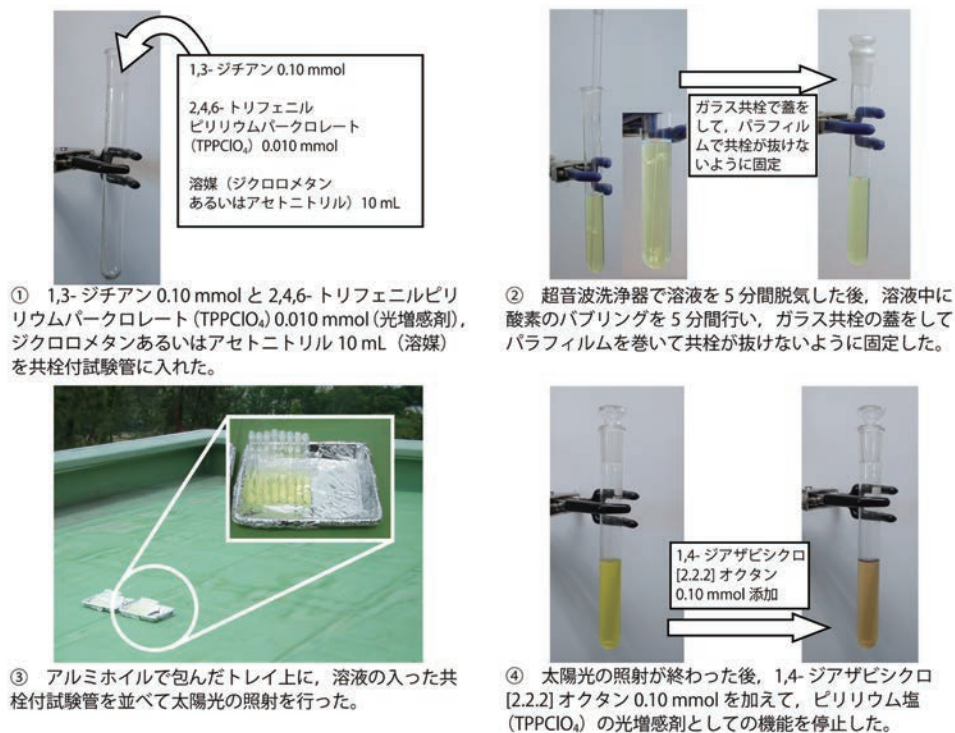 1,3- ジチアン 0.10 mmol
2,4,6- トリフェニル
ピリリウムパークロレート
(TPPClO₄) 0.010 mmol
溶媒（ジクロロメタン
あるいはアセトニトリル）10 mL
① 1,3- ジチアン 0.10 mmol と 2,4,6- トリフェニルピリ
リウムパークロレート（TPPClO₄）0.010 mmol（光増感剤），
ジクロロメタンあるいはアセトニトリル 10 mL（溶媒）
を共栓付試験管に入れた。
ガラス共栓で蓋を
して，パラフィル
ムで共栓が抜けな
いように固定
② 超音波洗浄器で溶液を 5 分間脱気した後，溶液中に
酸素のバブリングを 5 分間行い，ガラス共栓の蓋をして
パラフィルムを巻いて共栓が抜けないように固定した。
③ アルミホイルで包んだトレイ上に，溶液の入った共
栓付試験管を並べて太陽光の照射を行った。
1,4- ジアザビシクロ
[2.2.2] オクタン
0.10 mmol 添加
④ 太陽光の照射が終わった後，1,4- ジアザビシクロ
[2.2.2] オクタン 0.10 mmol を加えて，ピリリウム塩
（TPPClO₄）の光増感剤としての機能を停止した。